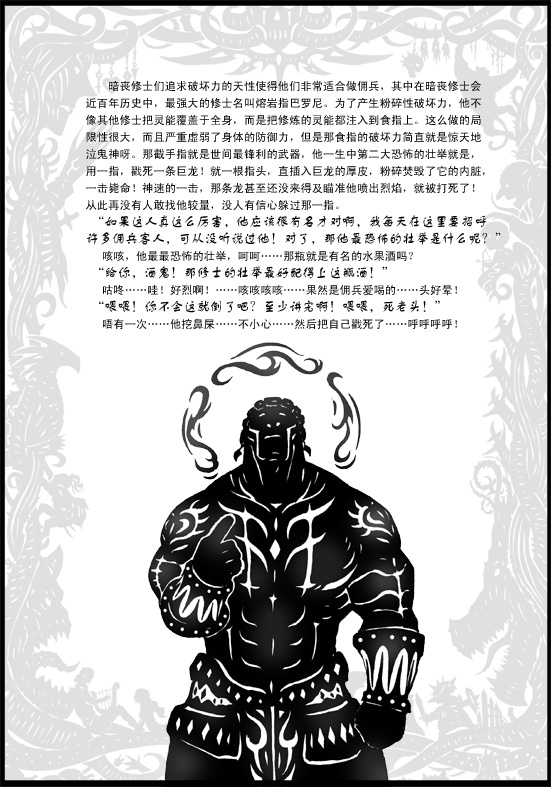 暗丧修士们追求破坏力的天性使得他们非常适合做佣兵，其中在暗丧修士会
近百年历史中，最强大的修士名叫熔岩指巴罗尼。为了产生粉碎性破坏力，他不
像其他修士把灵能覆盖于全身，而是把修炼的灵能都注入到食指上。这么做的局
限性很大，而且严重虚弱了身体的防御力，但是那食指的破坏力简直就是惊天地
泣鬼神呀。那截手指就是世间最锋利的武器，他一生中第二大恐怖的壮举就是，
用一指，戳死一条巨龙！就一根指头，直插入巨龙的厚皮，粉碎焚毁了它的内脏，
一击毙命！神迷的一击，那条龙甚至还没来得及瞄准他喷出烈焰，就被打死了！
从此再没有人敢找他较量，没人有信心躲过那一指。
“如果这人真这么厉害，他应该很有名才对啊，我每天在这里要招呼
许多佣兵客人，可从没听说过他！对了，那他最恐怖的壮举是什么呢？”
咳咳，他最最恐怖的壮举，呵呵……那瓶就是有名的水果酒吗？
“给你，酒鬼！那修士的壮举最好配得上这瓶酒！”
咕咚……哇！好烈啊！……咳咳咳咳……果然是佣兵爱喝的……头好晕！
“喂喂！你不会这就倒了吧？至少讲完啊！喂喂，死老头！”
唔有一次……他挖鼻屎……不小心……然后把自己戳死了……呼呼呼呼！